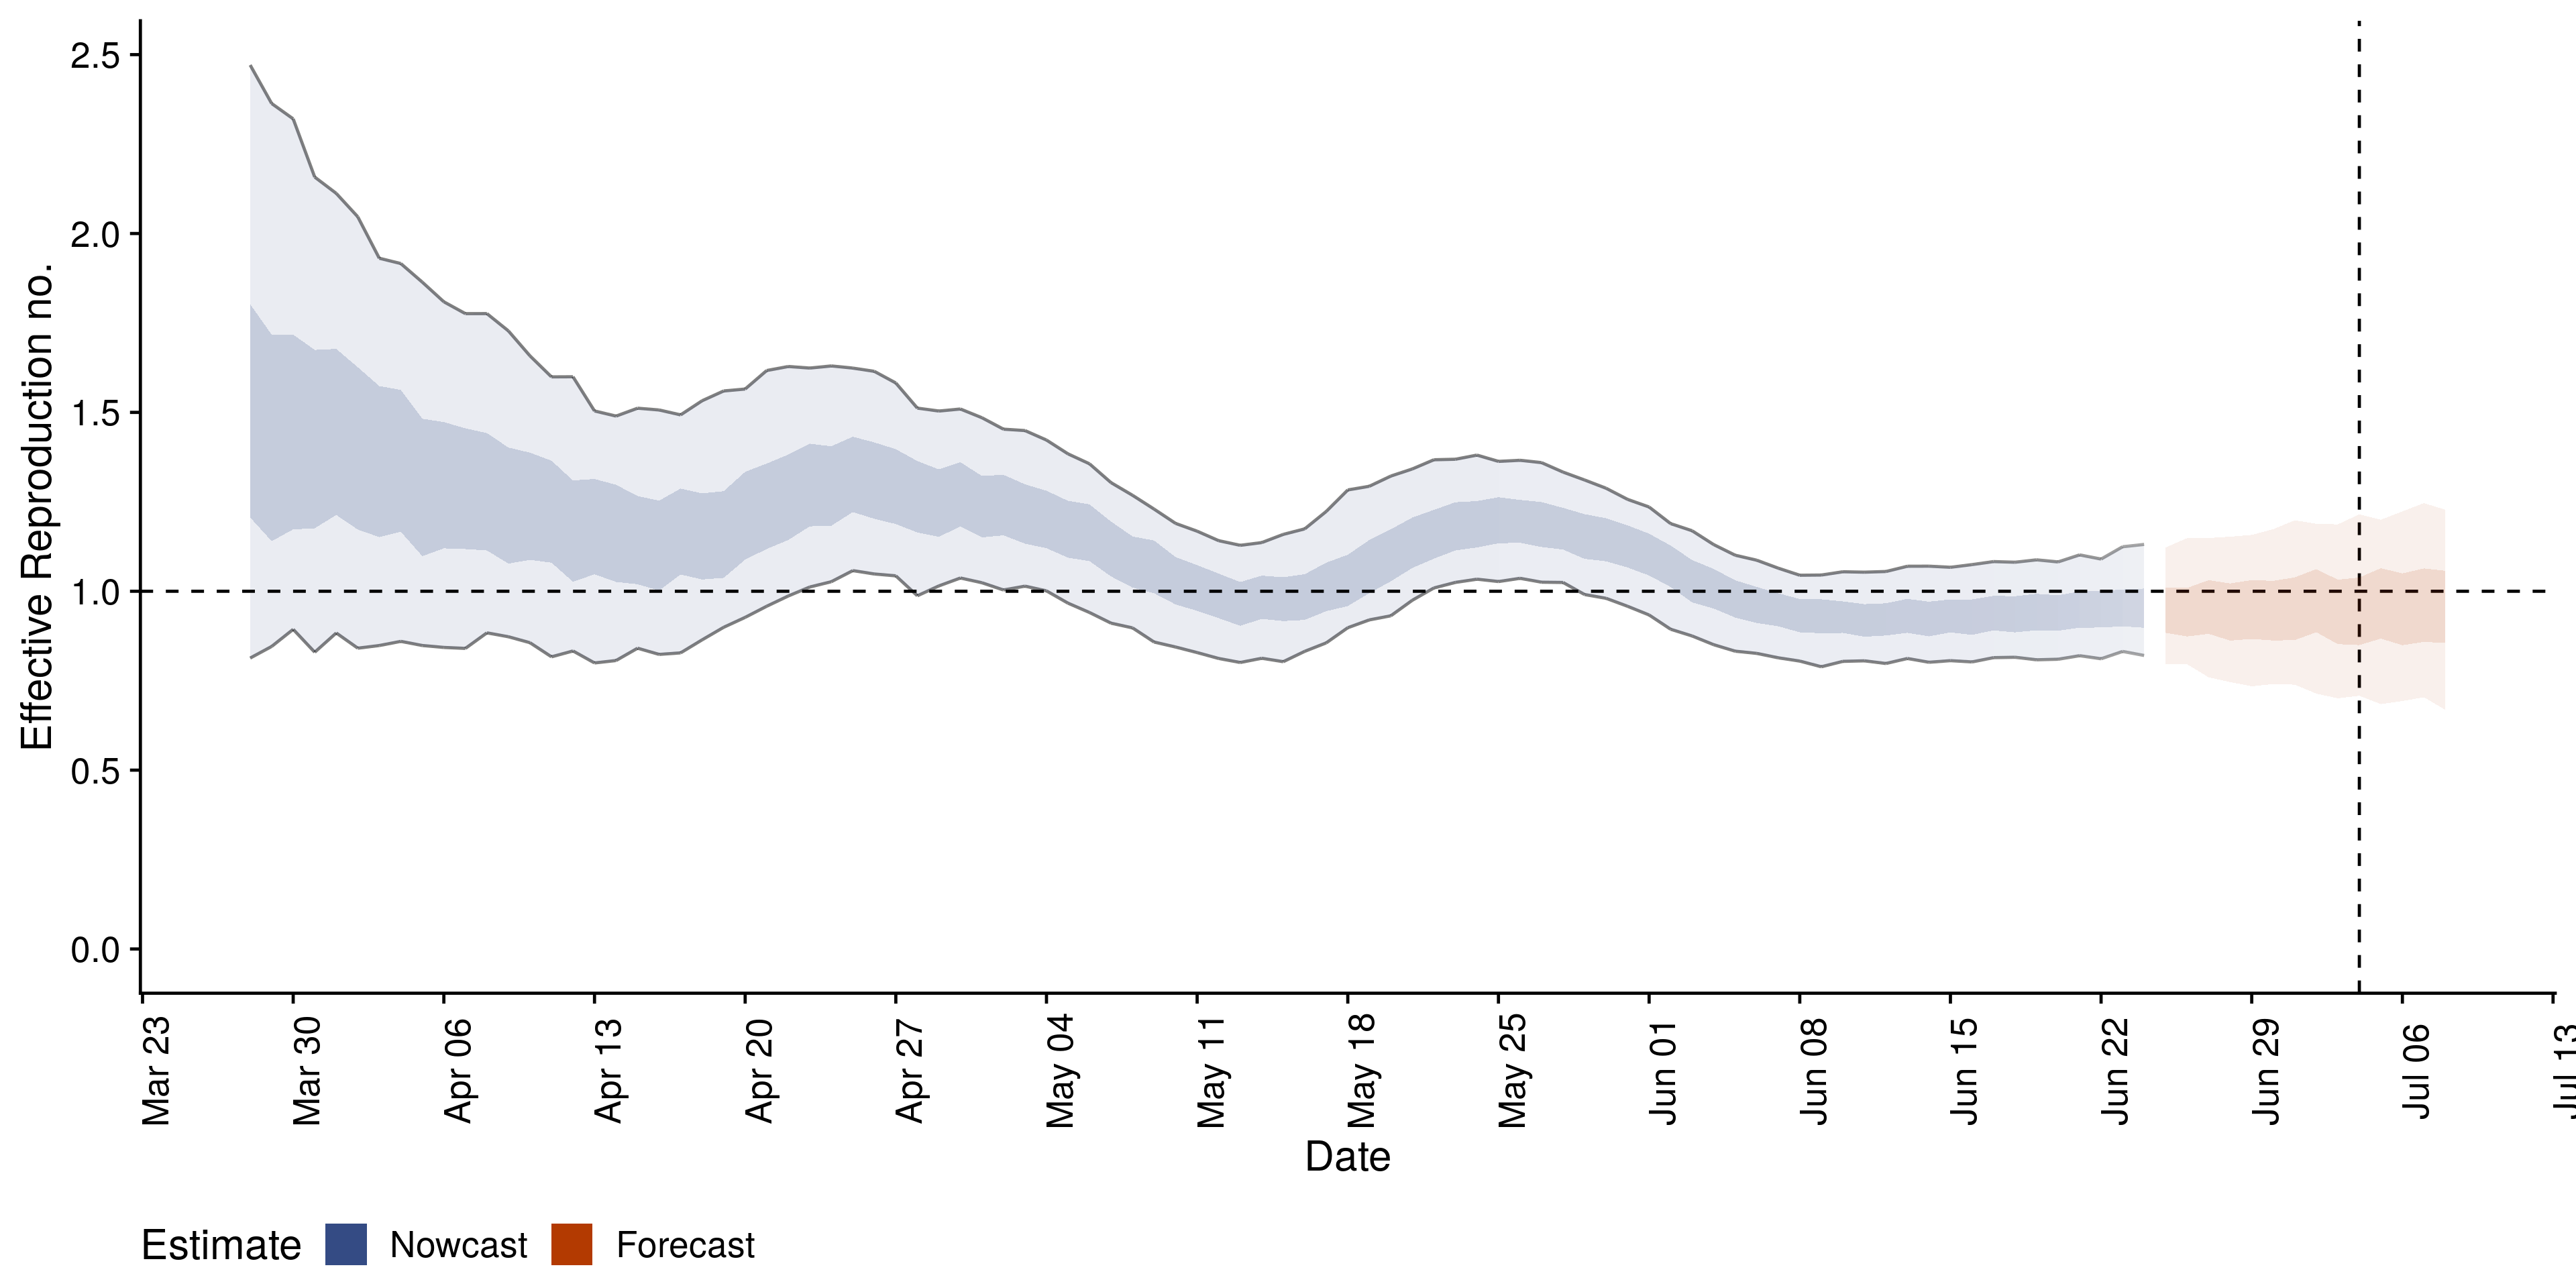 Effective Reproduction no.
2.5
2.0
1.5
1.0
0.5
0.0
Mar 23
Mar 30
Apr 06
Apr 13
Apr 20
Apr 27
May 04
May 11
May 18
May 25
Jun 01
Jun 08
Jun 15
Jun 22
Jun 29
Jul 06
Jul 13
Date
Estimate Nowcast Forecast